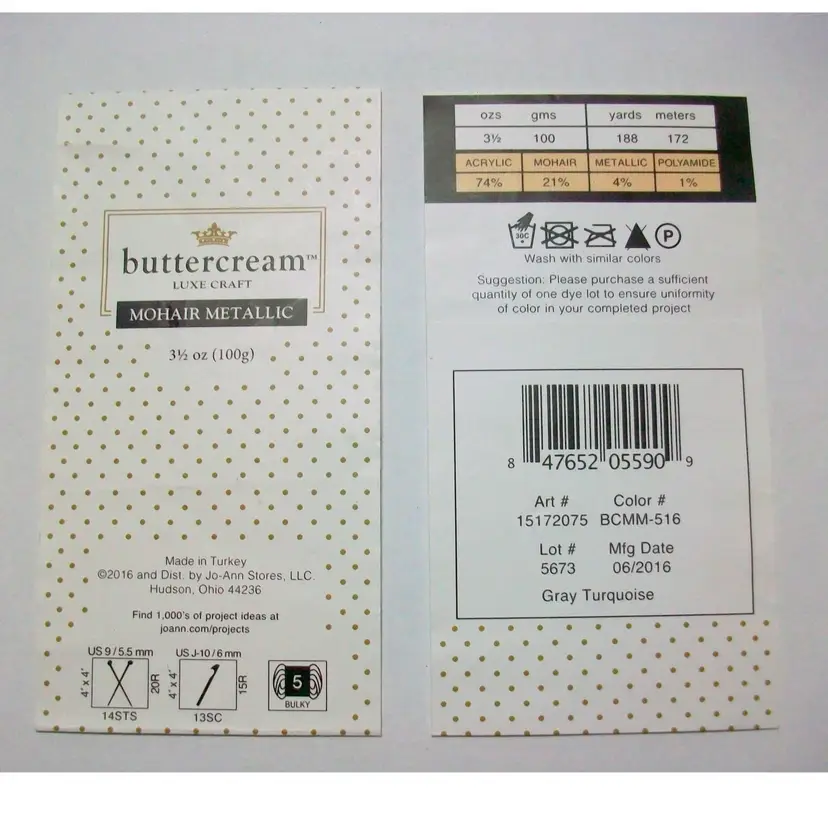 buttercream™
LUXE CRAFT
MOHAIR METALLIC
3½ oz (100g)
Made in Turkey
©2016 and Dist. by Jo-Ann Stores, LLC.
Hudson, Ohio 44236
Find 1,000's of project ideas at
joann.com/projects
US 9 / 5.5 mm
4" x 4"
20R
14STS
US J-10 / 6 mm
4" x 4"
15R
13SC
5
BULKY
ozs gms yards meters
3½ 100 188 172
ACRYLIC MOHAIR METALLIC POLYAMIDE
74% 21% 4% 1%
30C P
Wash with similar colors
Suggestion: Please purchase a sufficient
quantity of one dye lot to ensure uniformity
of color in your completed project
8 47652 05590 9
Art # Color #
15172075 BCMM-516
Lot # Mfg Date
5673 06/2016
Gray Turquoise